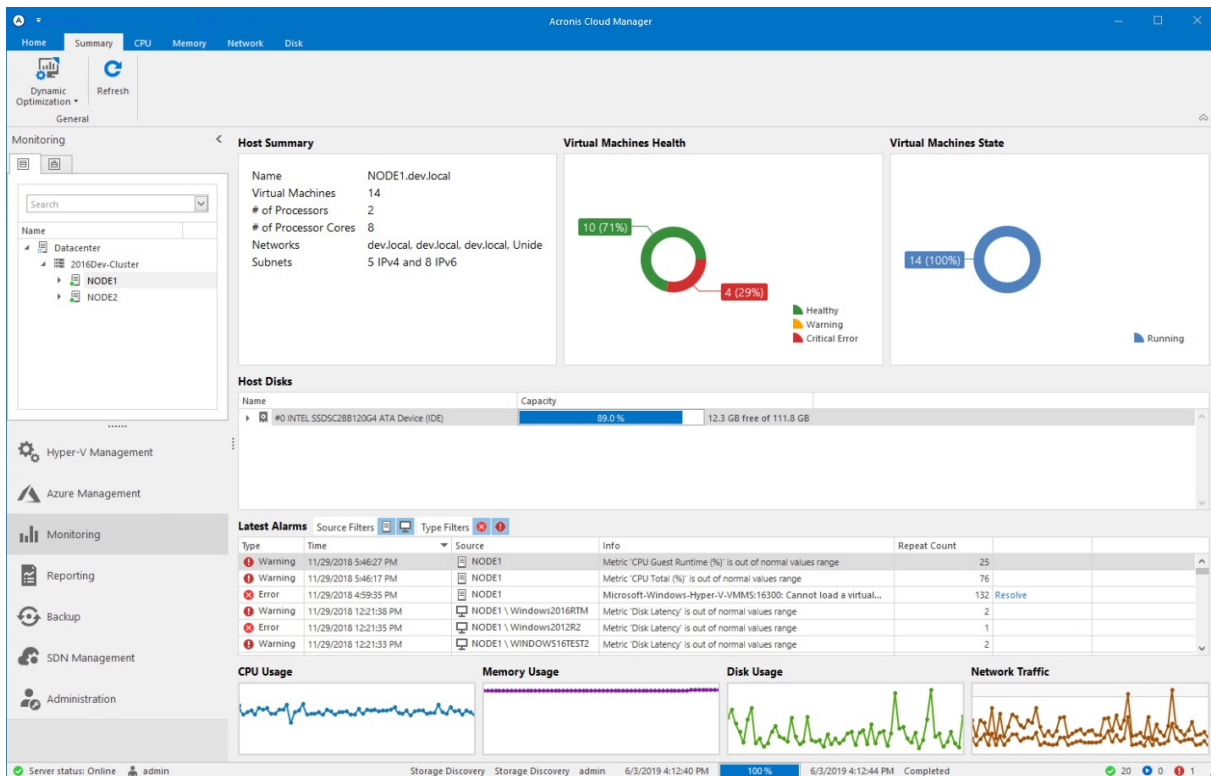 Acronis Cloud Manager
Home Summary CPU Memory Network Disk
Dynamic Optimization
Refresh
General
Monitoring
Search
Name
Datacenter
2016Dev-Cluster
NODE1
NODE2
Hyper-V Management
Azure Management
Monitoring
Reporting
Backup
SDN Management
Administration
Host Summary
Name NODE1.dev.local
Virtual Machines 14
# of Processors 2
# of Processor Cores 8
Networks dev.local, dev.local, dev.local, Unide
Subnets 5 IPv4 and 8 IPv6
Virtual Machines Health
10 (71%)
4 (29%)
Healthy
Warning
Critical Error
Virtual Machines State
14 (100%)
Running
Host Disks
Name Capacity
#0 INTEL SSDSC2BB120G4 ATA Device (IDE) 89.0 % 12.3 GB free of 111.8 GB
Latest Alarms Source Filters Type Filters
Type Time Source Info Repeat Count
Warning 11/29/2018 5:46:27 PM NODE1 Metric 'CPU Guest Runtime (%)' is out of normal values range 25
Warning 11/29/2018 5:46:17 PM NODE1 Metric 'CPU Total (%)' is out of normal values range 76
Error 11/29/2018 4:59:35 PM NODE1 Microsoft-Windows-Hyper-V-VMMS:16300: Cannot load a virtual... 132 Resolve
Warning 11/29/2018 12:21:38 PM NODE1 \ Windows2016RTM Metric 'Disk Latency' is out of normal values range 2
Error 11/29/2018 12:21:35 PM NODE1 \ Windows2012R2 Metric 'Disk Latency' is out of normal values range 1
Warning 11/29/2018 12:21:33 PM NODE1 \ WINDOWS16TEST2 Metric 'Disk Latency' is out of normal values range 2
CPU Usage
Memory Usage
Disk Usage
Network Traffic
Server status: Online admin Storage Discovery Storage Discovery admin 6/3/2019 4:12:40 PM 100 % 6/3/2019 4:12:44 PM Completed 20 0 1